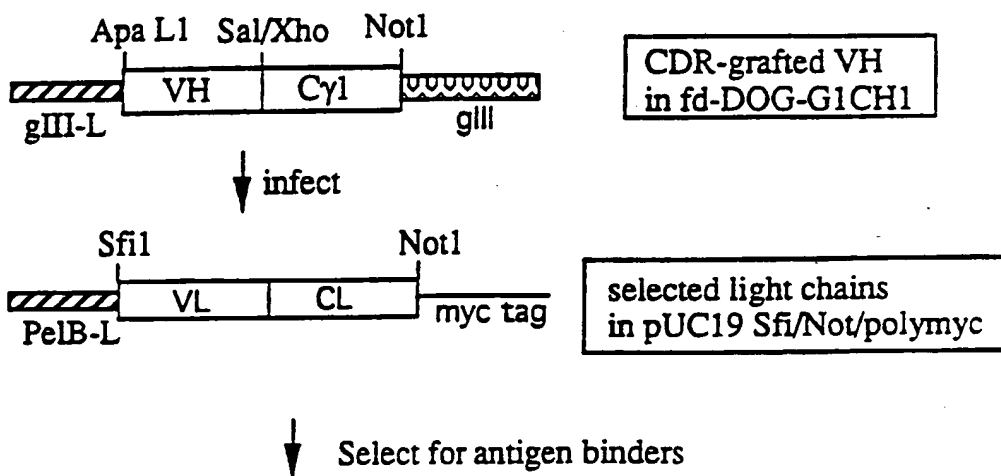 Apa L1 Sal/Xho Not1
VH Cγ1
gIII-L gIII
CDR-grafted VH
in fd-DOG-G1CH1
infect
Sfi1 Not1
VL CL
PelB-L myc tag
selected light chains
in pUC19 Sfi/Not/polymyc
Select for antigen binders